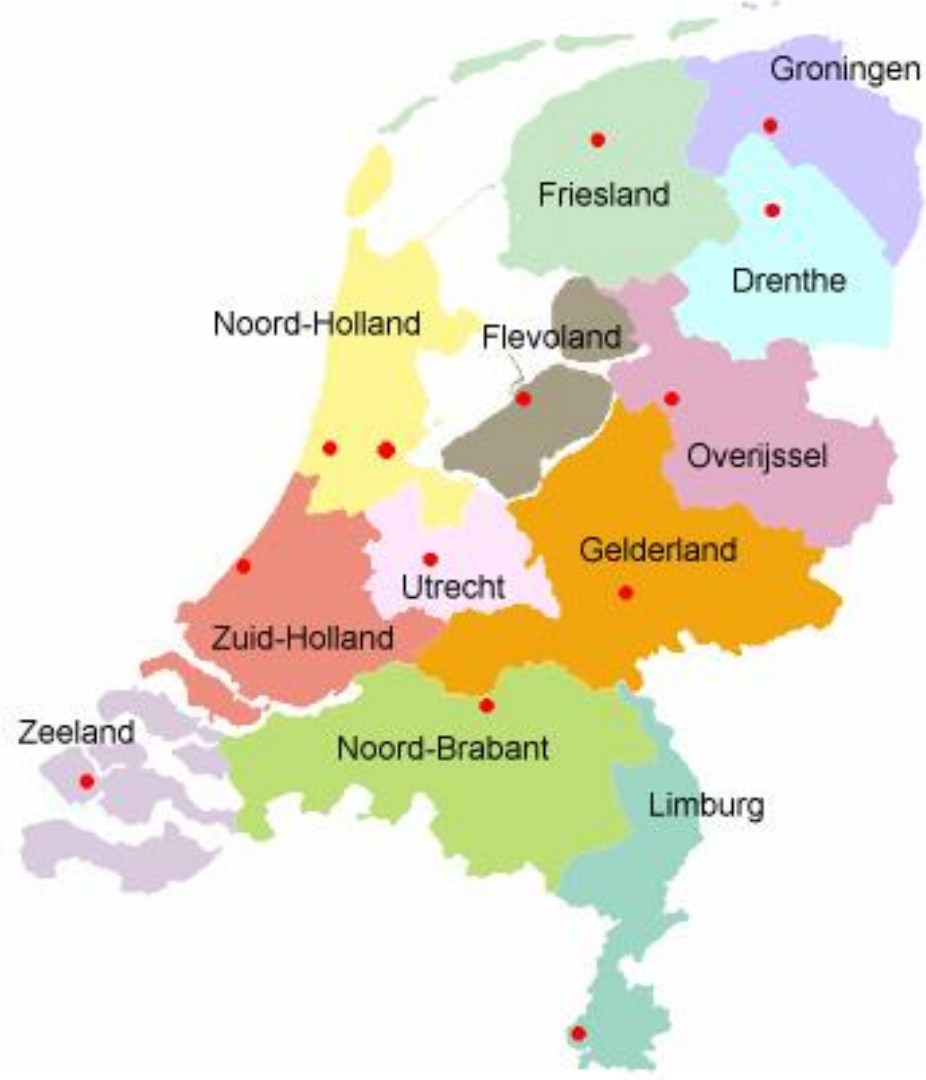 Groningen
Friesland
Drenthe
Noord-Holland
Flevoland
Overijssel
Gelderland
Utrecht
Zuid-Holland
Zeeland
Noord-Brabant
Limburg